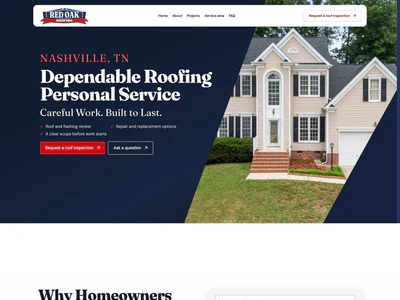 RED OAK
Home About Projects Service area FAQ
Request a roof inspection
NASHVILLE, TN
Dependable Roofing
Personal Service
Careful Work. Built to Last.
Roof and flashing review
Repair and replacement options
A clear scope before work starts
Request a roof inspection
Ask a question
Why Homeowners